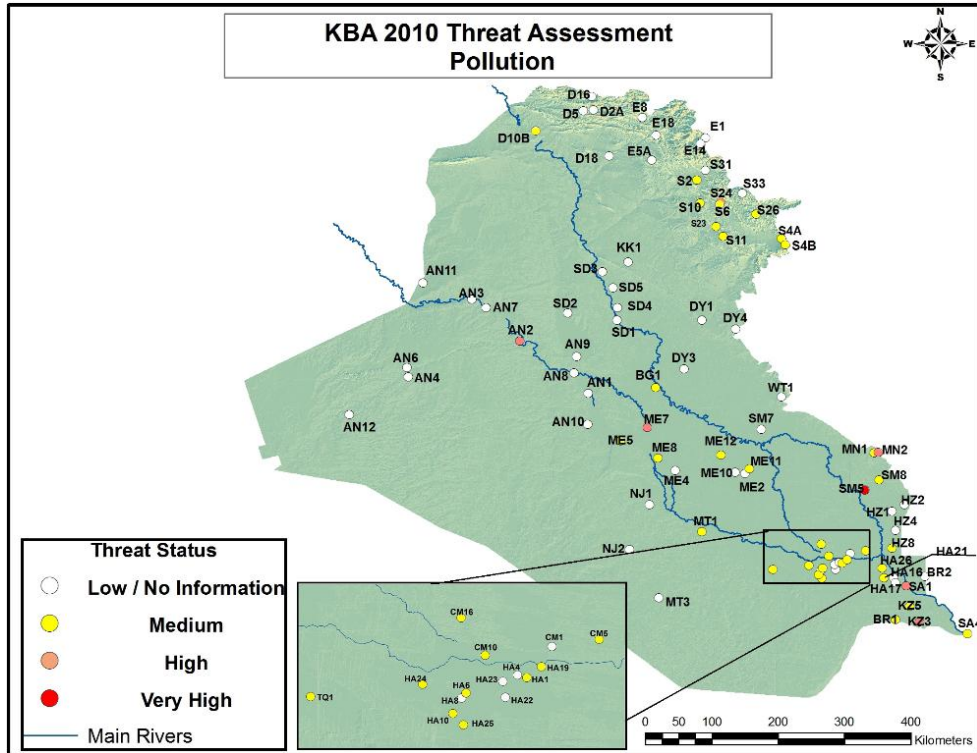 KBA 2010 Threat Assessment
Pollution
N
W E
S
D16
D5
D2A
E8
E18
E1
D10B
E14
D18
E5A
S31
S2
S24
S33
S10
S6
S26
S23
S11
S4A
S4B
KK1
SD3
AN11
SD5
AN3
AN7
SD2
SD4
DY1
DY4
SD1
AN2
AN9
AN6
AN8
DY3
AN4
BG1
AN1
WT1
AN12
AN10
ME7
SM7
ME5
ME8
ME12
MN1
MN2
ME11
ME4
ME10
ME2
SM8
SM5
NJ1
HZ2
HZ1
MT1
HZ4
NJ2
HZ8
HA21
HA26
HA16
BR2
HA17
SA1
MT3
KZ5
BR1
KZ3
SA4
Threat Status
Low / No Information
Medium
High
Very High
Main Rivers
CM16
CM1
CM5
CM10
HA4
HA19
HA24
HA23
HA1
HA6
TQ1
HA8
HA22
HA10
HA25
0 50 100 200 300 400
Kilometers